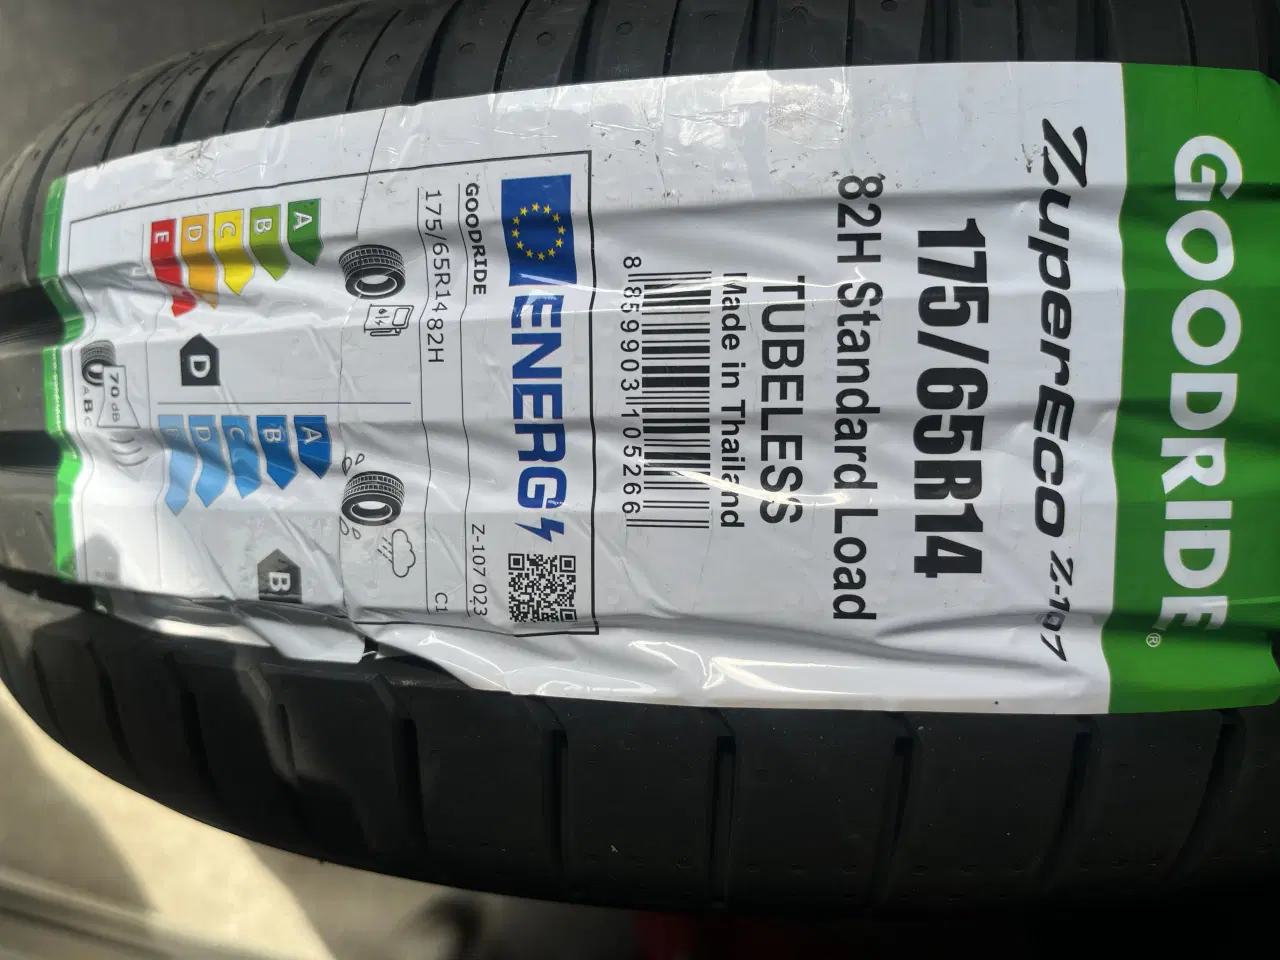 GOODRIDE®
ZuperEco Z-107
175/65R14
82H Standard Load
TUBELESS
Made in Thailand
8 859903 105266
ENERG
GOODRIDE Z-107 023
175/65R14 82H C1
A
B
C
D
E
D
A
B
C
D
E
B
70 dB
ABC